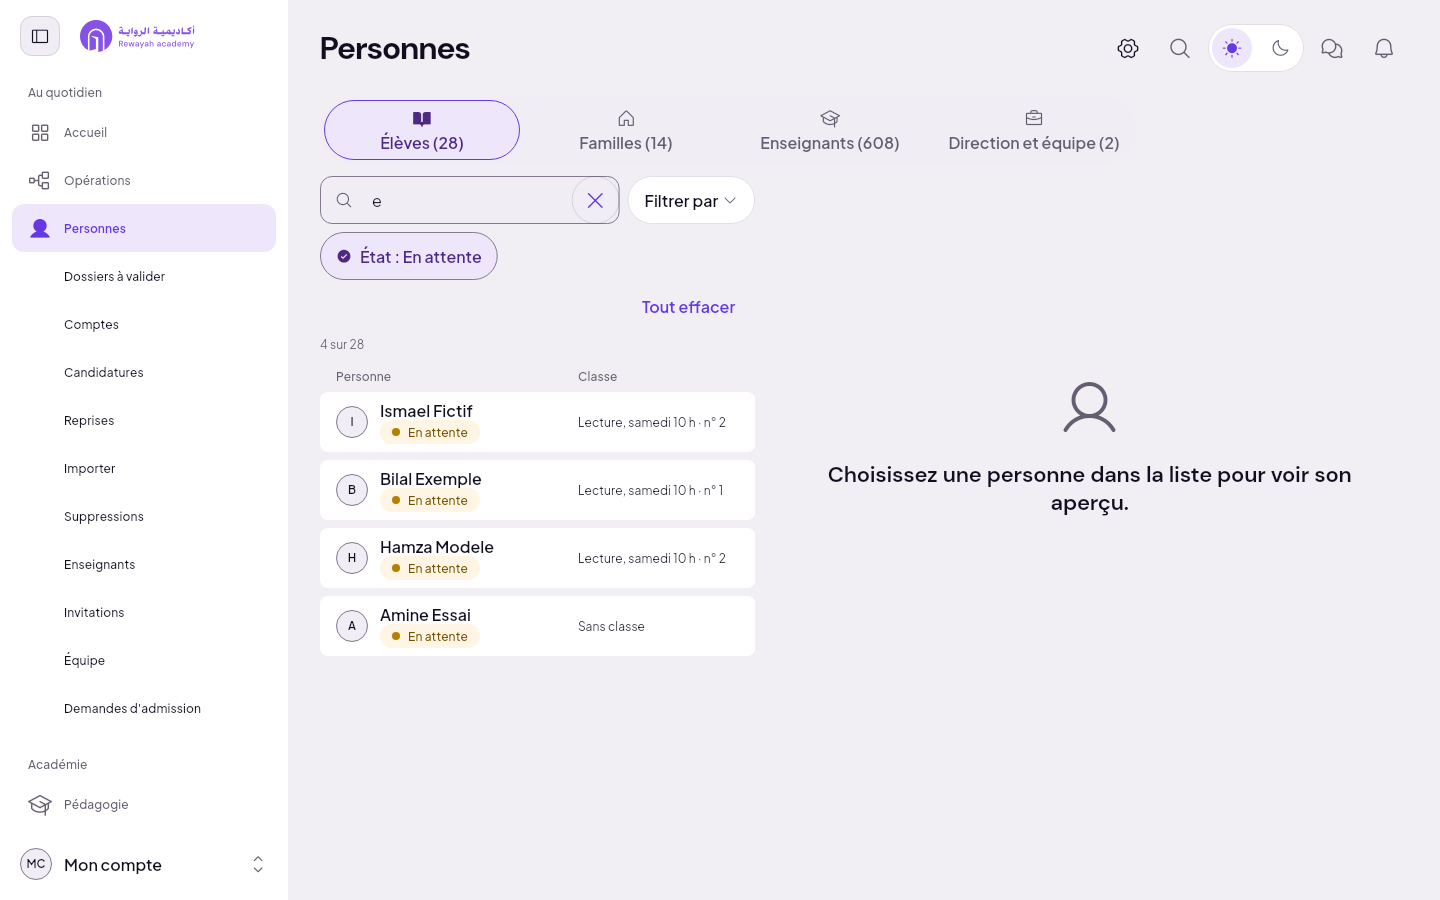 أكاديمية الرواية
Rewayah academy
Au quotidien
Accueil
Opérations
Personnes
Dossiers à valider
Comptes
Candidatures
Reprises
Importer
Suppressions
Enseignants
Invitations
Équipe
Demandes d'admission
Académie
Pédagogie
MC Mon compte
Personnes
Élèves (28)
Familles (14)
Enseignants (608)
Direction et équipe (2)
e
Filtrer par
État : En attente
Tout effacer
4 sur 28
Personne Classe
I Ismael Fictif
En attente
Lecture, samedi 10 h · n° 2
B Bilal Exemple
En attente
Lecture, samedi 10 h · n° 1
H Hamza Modele
En attente
Lecture, samedi 10 h · n° 2
A Amine Essai
En attente
Sans classe
Choisissez une personne dans la liste pour voir son
aperçu.